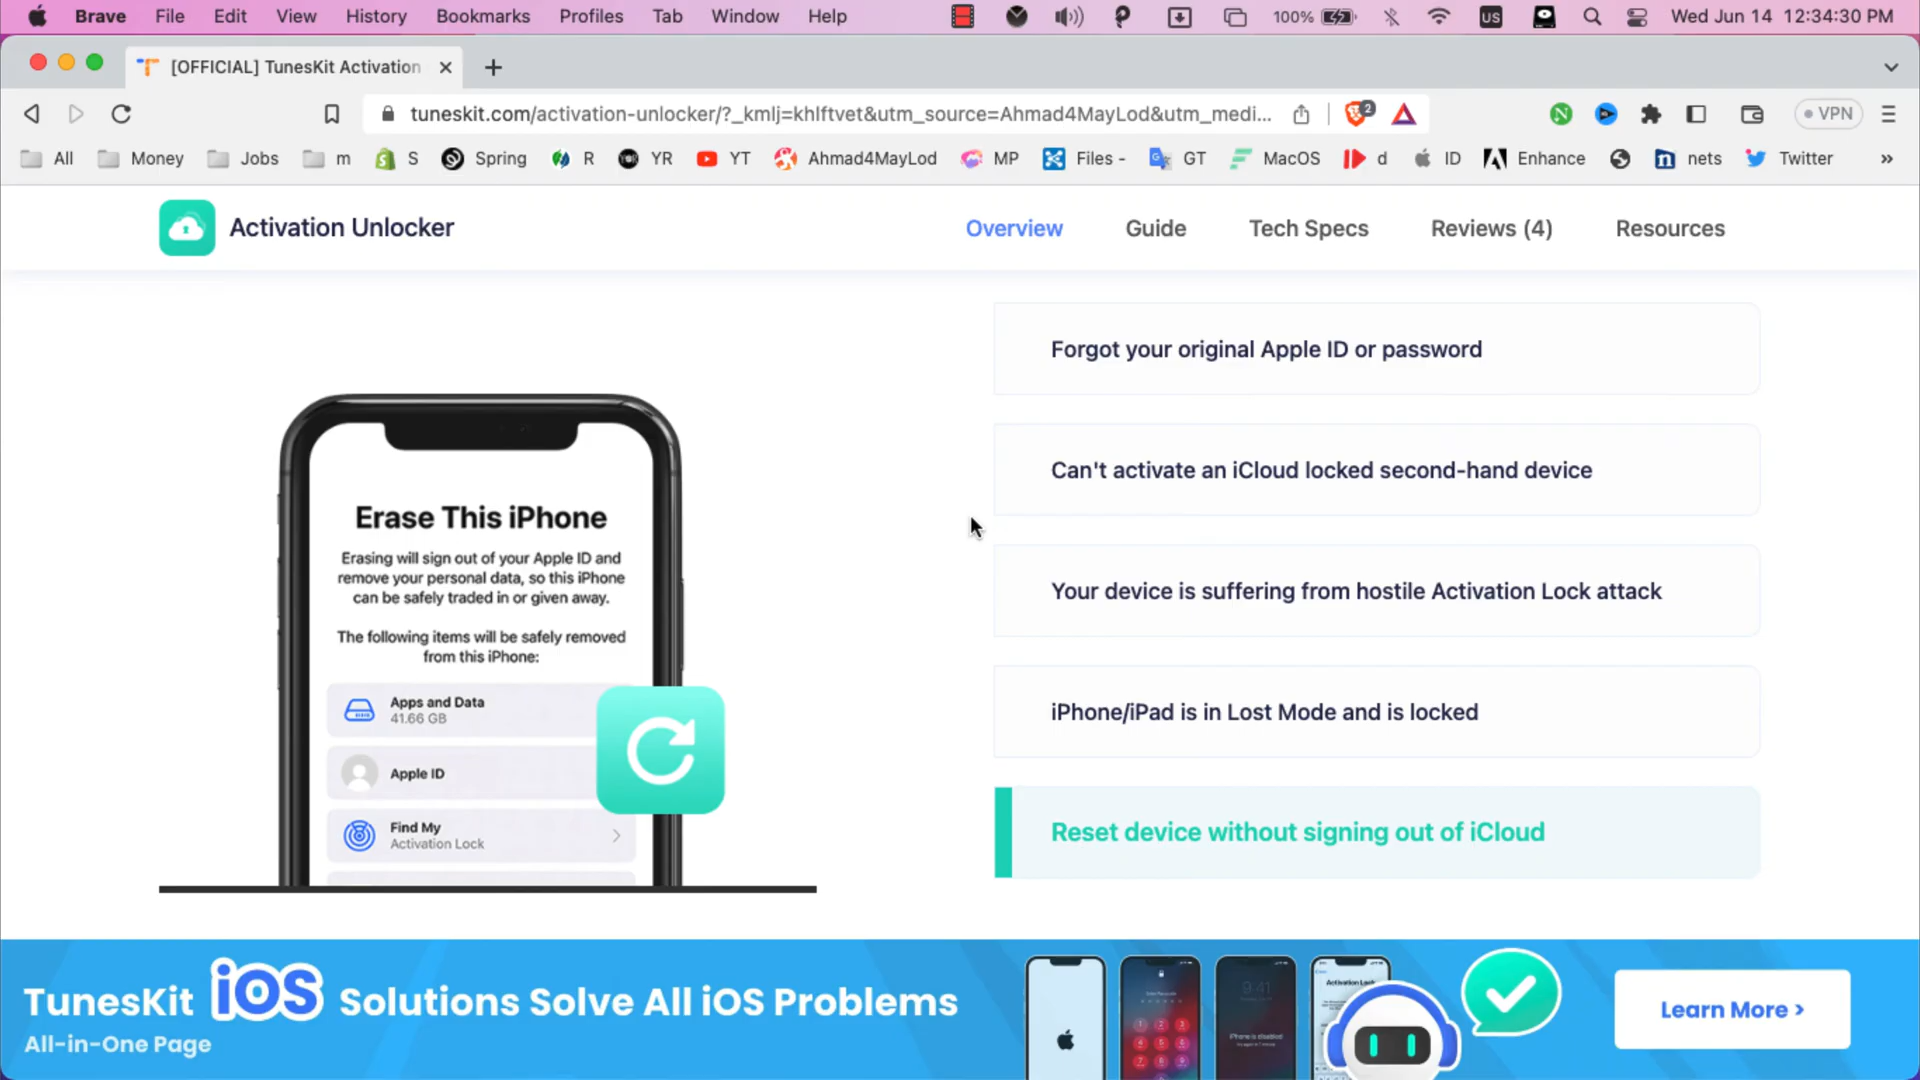 Brave File Edit View History Bookmarks Profiles Tab Window Help 100% US Wed Jun 14 12:34:30 PM
[OFFICIAL] TunesKit Activation
tuneskit.com/activation-unlocker/?_kmlj=khlftvet&utm_source=Ahmad4MayLod&utm_medi... 2 N VPN
All Money Jobs m S Spring R YR YT Ahmad4MayLod MP Files - GT MacOS d ID Enhance nets Twitter »
Activation Unlocker Overview Guide Tech Specs Reviews (4) Resources
Forgot your original Apple ID or password
Can't activate an iCloud locked second-hand device
Your device is suffering from hostile Activation Lock attack
iPhone/iPad is in Lost Mode and is locked
Reset device without signing out of iCloud
Erase This iPhone
Erasing will sign out of your Apple ID and
remove your personal data, so this iPhone
can be safely traded in or given away.
The following items will be safely removed
from this iPhone:
Apps and Data
41.66 GB
Apple ID
Find My
Activation Lock
TunesKit iOS Solutions Solve All iOS Problems
All-in-One Page
9:41
Activation Lock
Learn More >